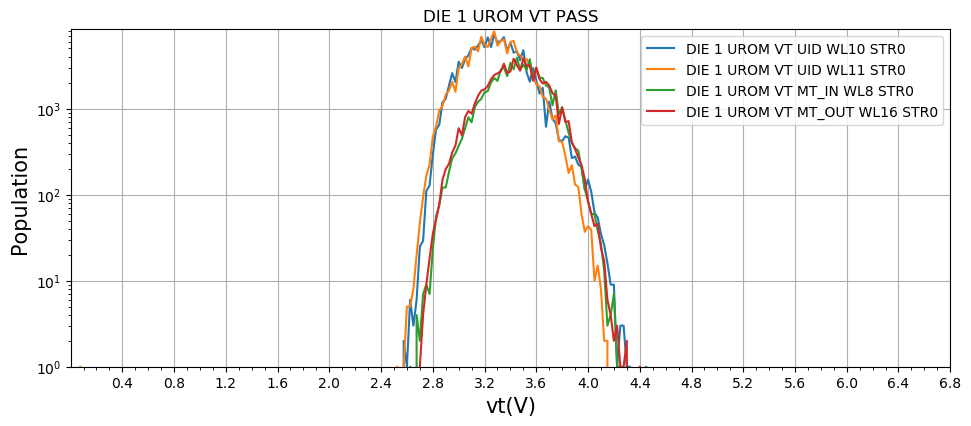 DIE 1 UROM VT PASS
DIE 1 UROM VT UID WL10 STR0
DIE 1 UROM VT UID WL11 STR0
DIE 1 UROM VT MT_IN WL8 STR0
DIE 1 UROM VT MT_OUT WL16 STR0
Population
10^3
10^2
10^1
10^0
0.4 0.8 1.2 1.6 2.0 2.4 2.8 3.2 3.6 4.0 4.4 4.8 5.2 5.6 6.0 6.4 6.8
vt(V)